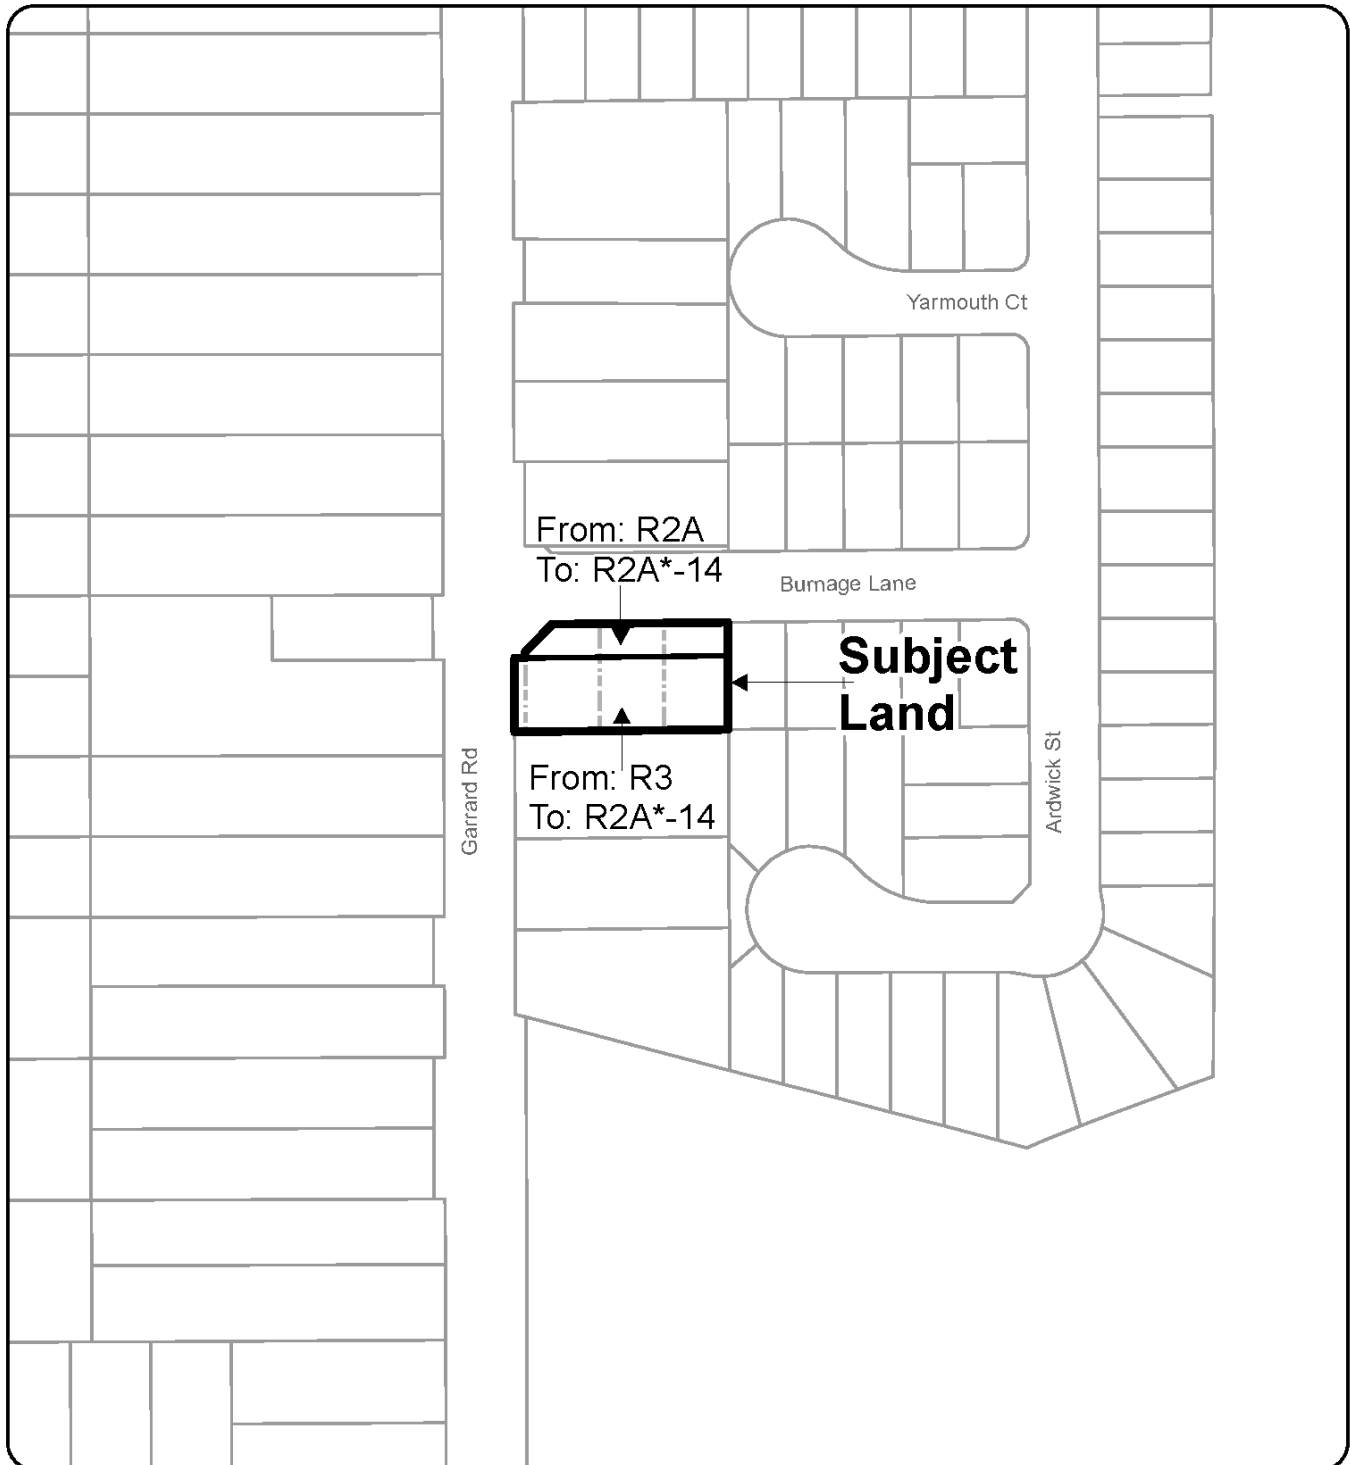 Yarmouth Ct
From: R2A
To: R2A*-14
Burnage Lane
Subject
Land
Garrard Rd
Ardwick St
From: R3
To: R2A*-14